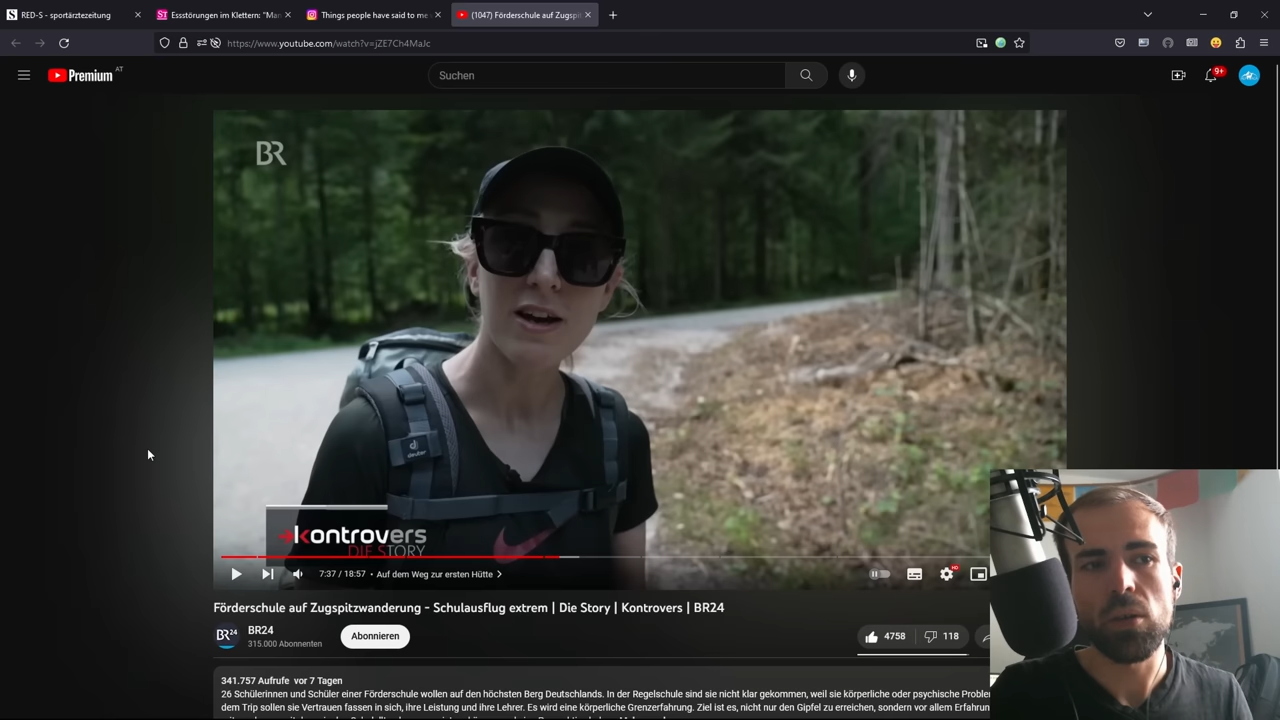 RED-S - sportärztezeitung
Essstörungen im Klettern: "Man
Things people have said to me
(1047) Förderschule auf Zugspit
https://www.youtube.com/watch?v=jZE7Ch4MaJc
Premium AT
Suchen
9+
BR
deuter
kontrovers
DIE STORY
7:37 / 18:57 • Auf dem Weg zur ersten Hütte
HD
Förderschule auf Zugspitzwanderung - Schulausflug extrem | Die Story | Kontrovers | BR24
BR24
BR24
315.000 Abonnenten
Abonnieren
4758
118
341.757 Aufrufe vor 7 Tagen
26 Schülerinnen und Schüler einer Förderschule wollen auf den höchsten Berg Deutschlands. In der Regelschule sind sie nicht klar gekommen, weil sie körperliche oder psychische Proble
dem Trip sollen sie Vertrauen fassen in sich, ihre Leistung und ihre Lehrer. Es wird eine körperliche Grenzerfahrung. Ziel ist es, nicht nur den Gipfel zu erreichen, sondern vor allem Erfahrun